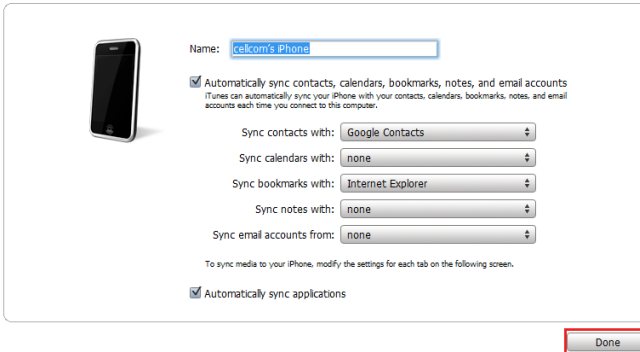 Name: cellcom's iPhone
Automatically sync contacts, calendars, bookmarks, notes, and email accounts
iTunes can automatically sync your iPhone with your contacts, calendars, bookmarks, notes, and email
accounts each time you connect to this computer.
Sync contacts with: Google Contacts
Sync calendars with: none
Sync bookmarks with: Internet Explorer
Sync notes with: none
Sync email accounts from: none
To sync media to your iPhone, modify the settings for each tab on the following screen.
Automatically sync applications
Done